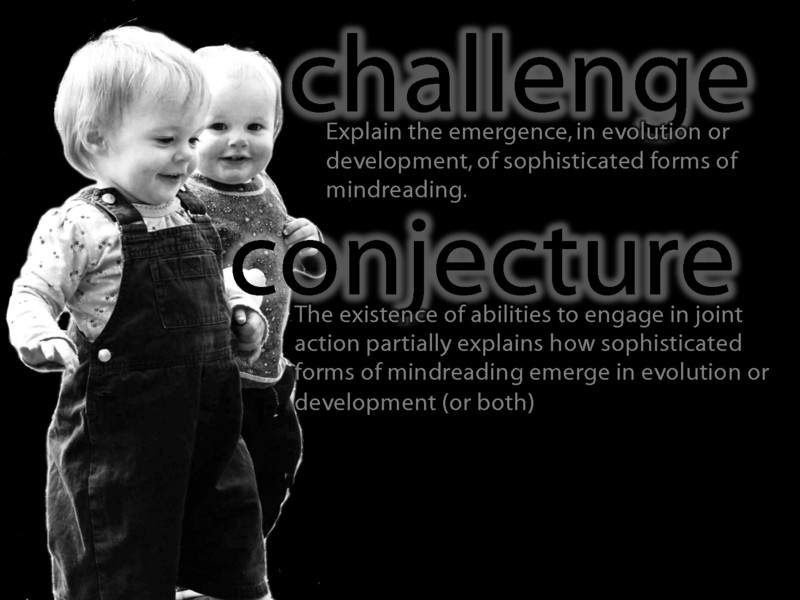 challenge
Explain the emergence, in evolution or
development, of sophisticated forms of
mindreading.
conjecture
The existence of abilities to engage in joint
action partially explains how sophisticated
forms of mindreading emerge in evolution or
development (or both)